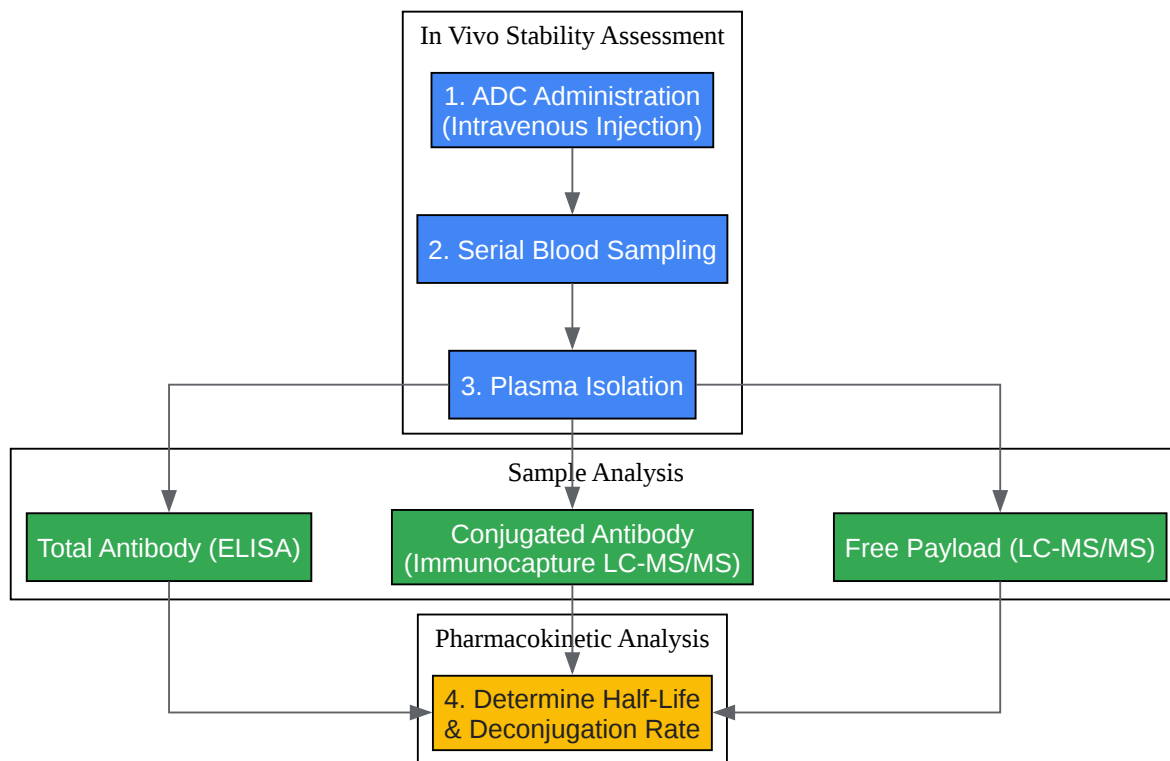 In Vivo Stability Assessment
1. ADC Administration
(Intravenous Injection)
2. Serial Blood Sampling
3. Plasma Isolation
Sample Analysis
Total Antibody (ELISA)
Conjugated Antibody
(Immunocapture LC-MS/MS)
Free Payload (LC-MS/MS)
Pharmacokinetic Analysis
4. Determine Half-Life
& Deconjugation Rate